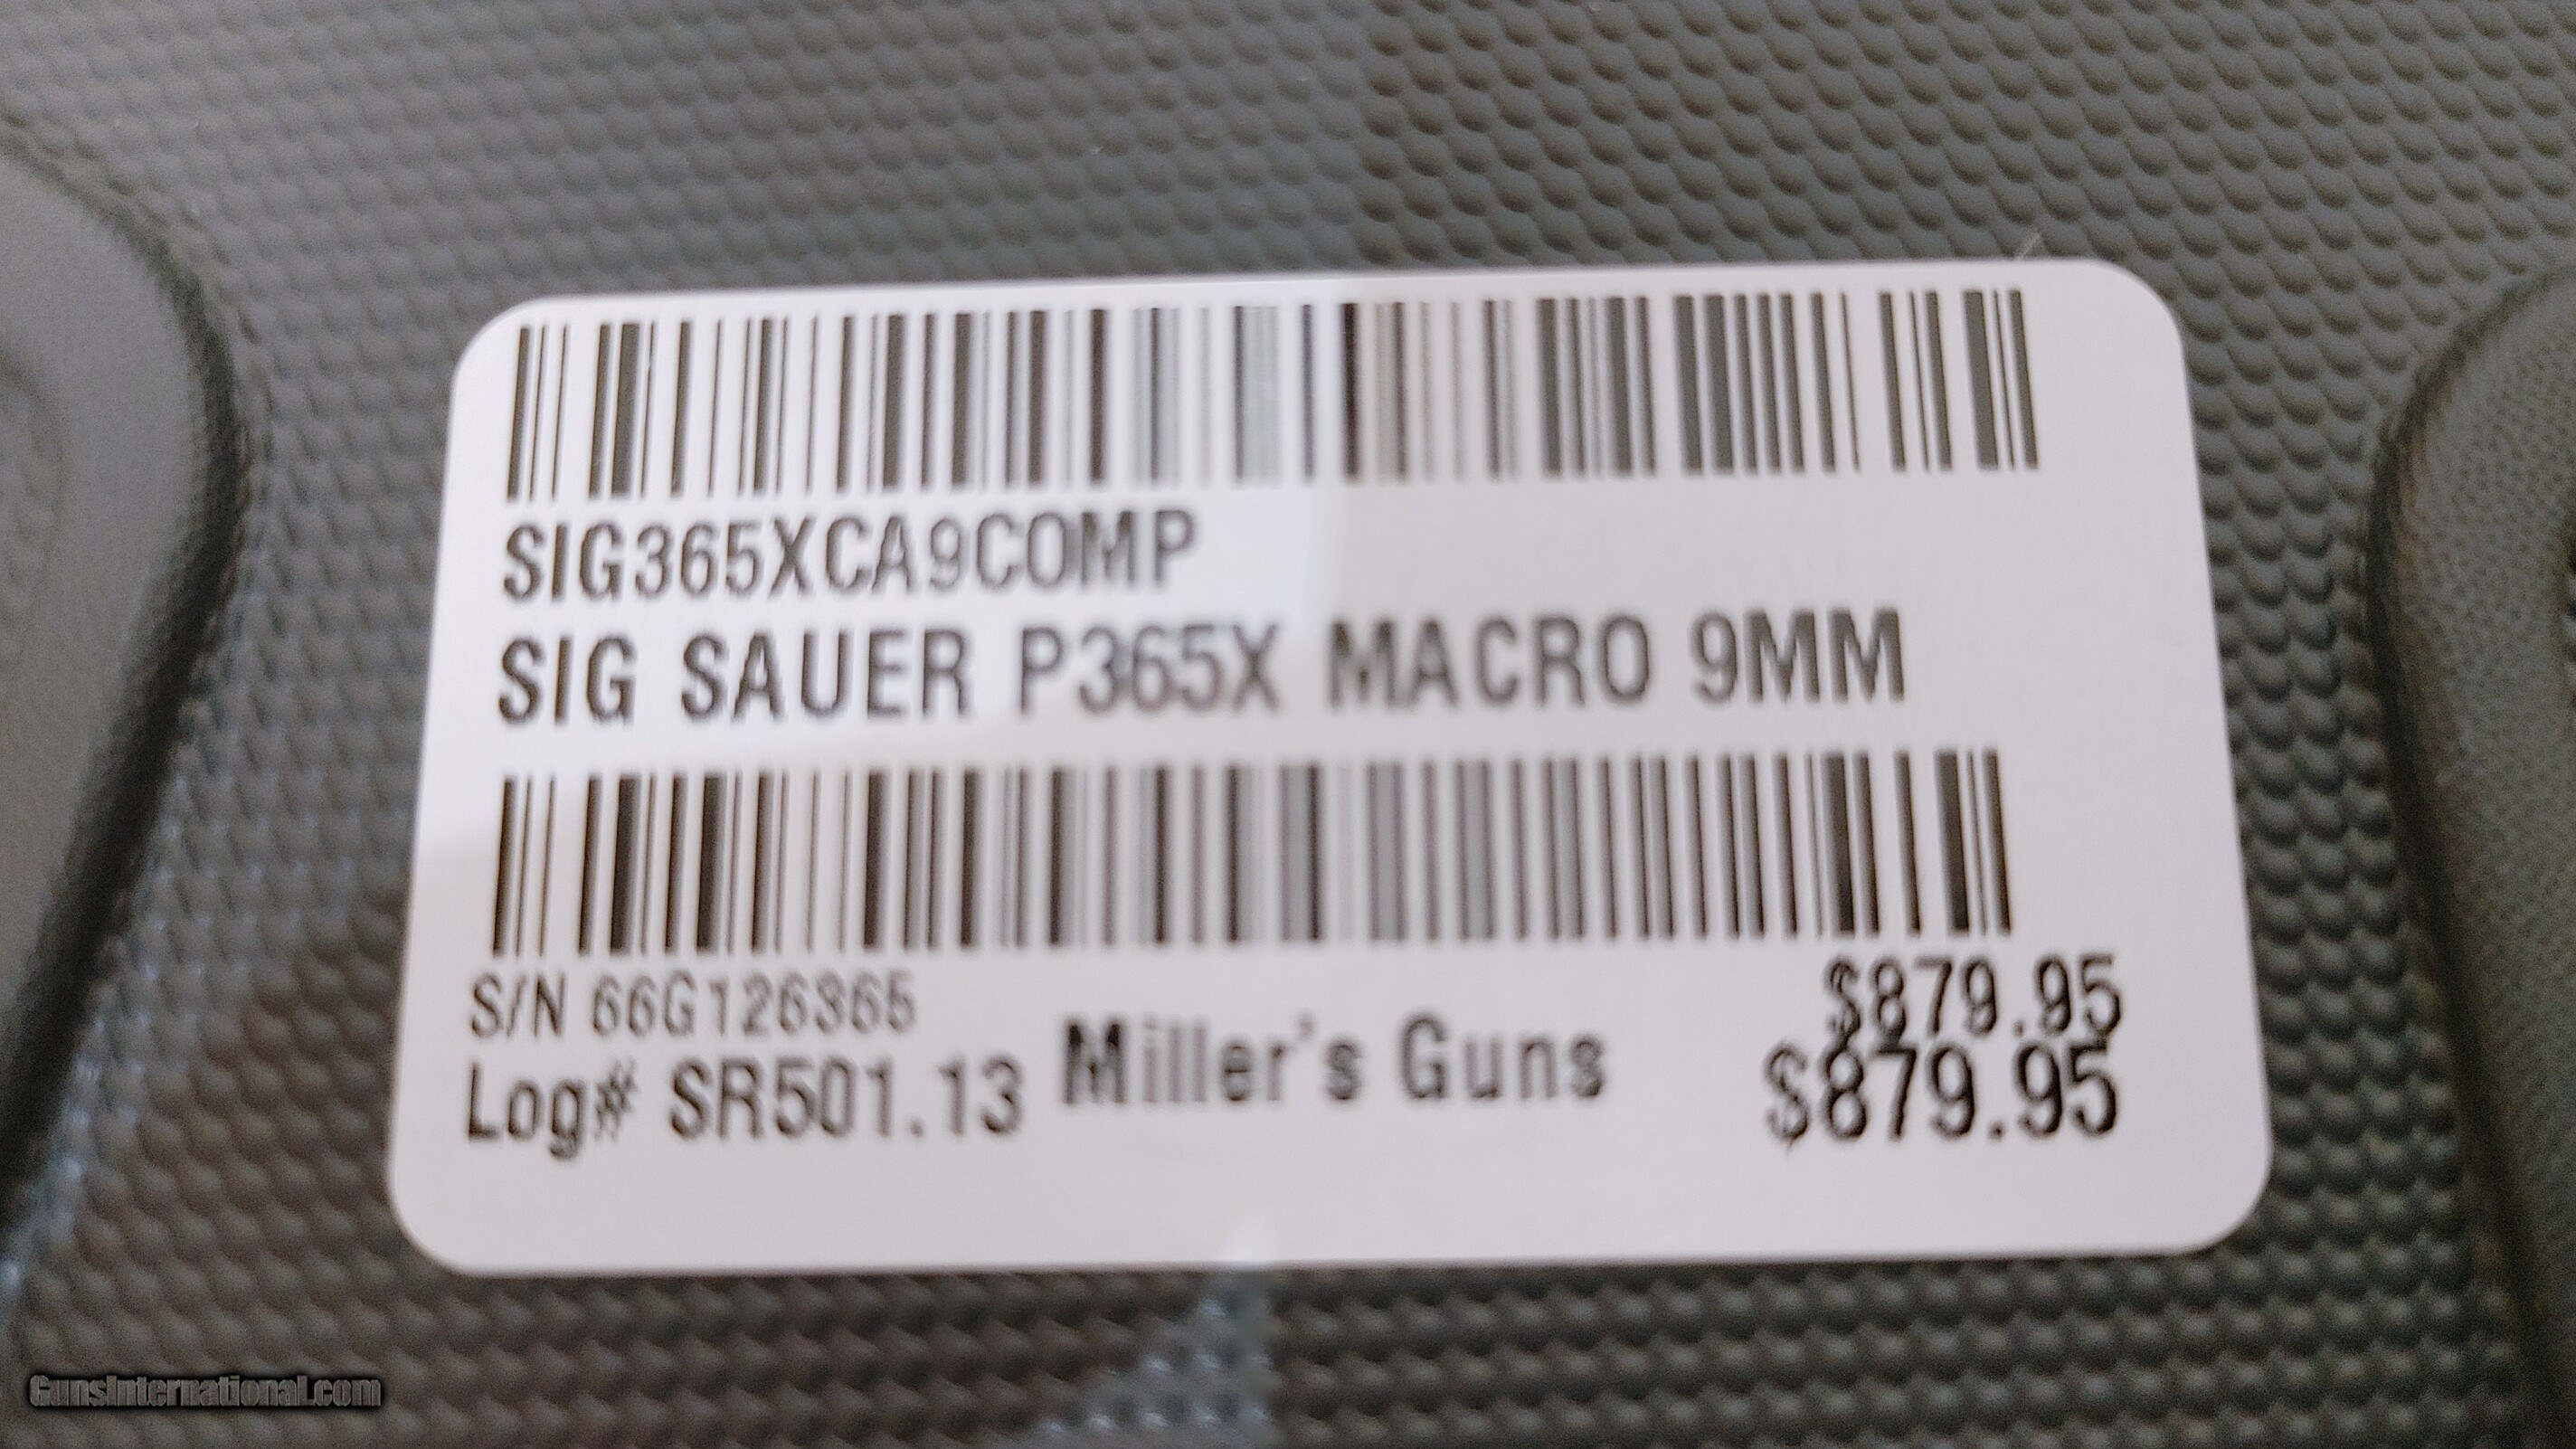 SIG365XCA9COMP
SIG SAUER P365X MACRO 9MM
S/N 66G126365
$879.95
Log# SR501.13
Miller's Guns
$879.95
GunsInternational.com